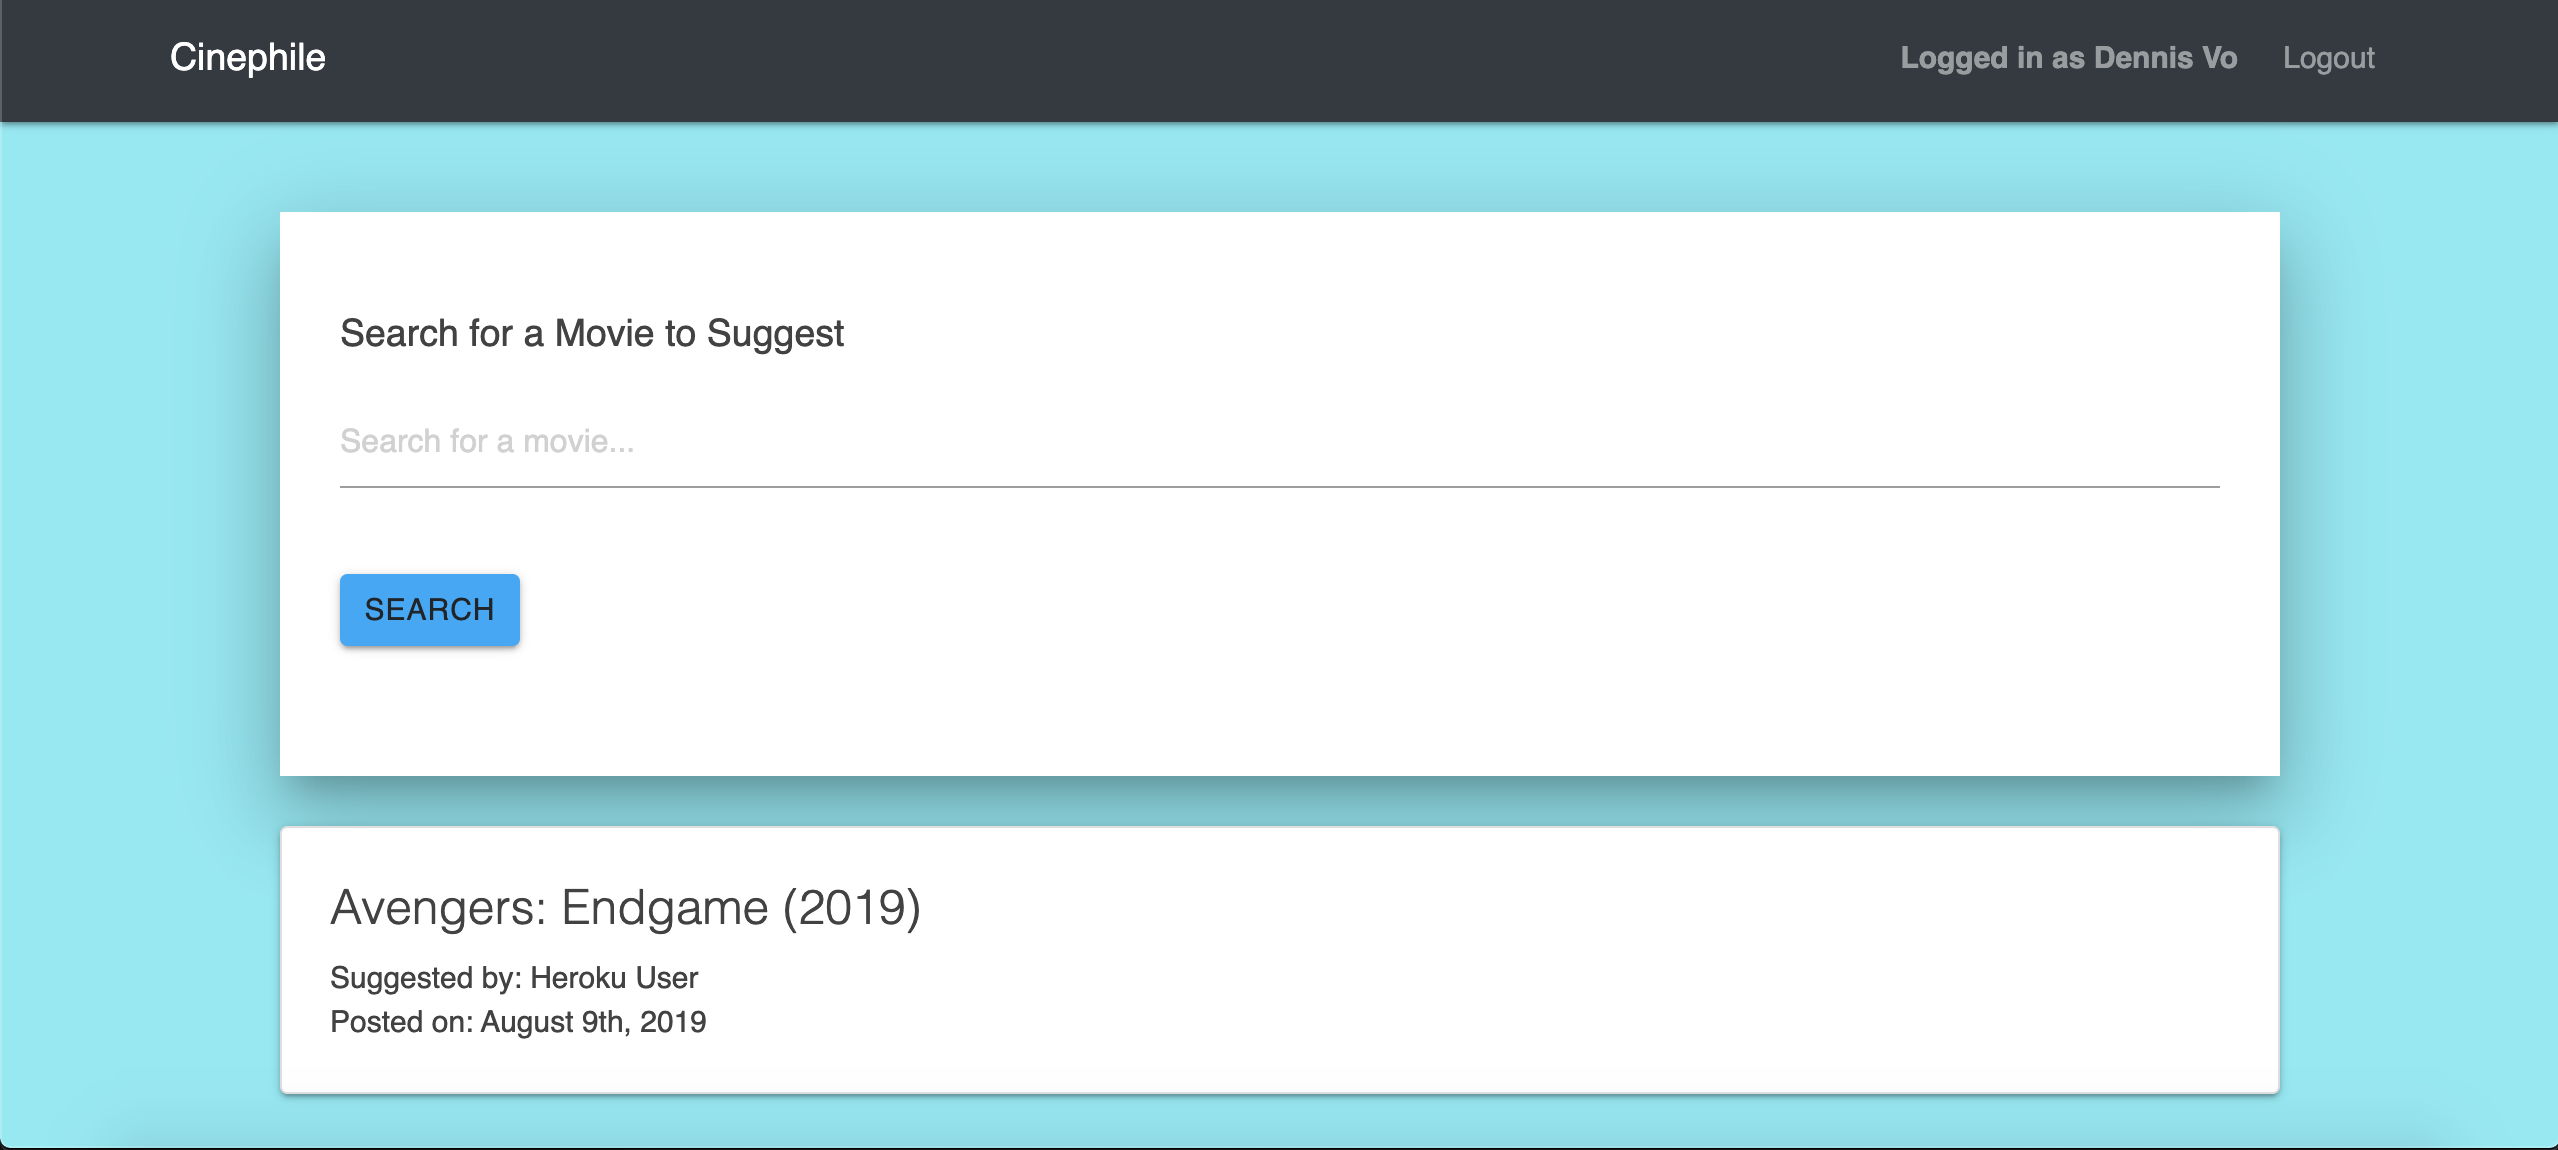 Cinephile
Logged in as Dennis Vo Logout
Search for a Movie to Suggest
Search for a movie...
SEARCH
Avengers: Endgame (2019)
Suggested by: Heroku User
Posted on: August 9th, 2019